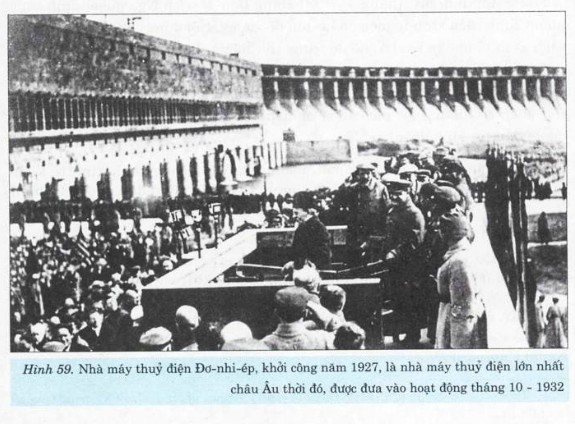 Hình 59. Nhà máy thuỷ điện Đơ-nhi-ép, khởi công năm 1927, là nhà máy thuỷ điện lớn nhất
châu Âu thời đó, được đưa vào hoạt động tháng 10 - 1932